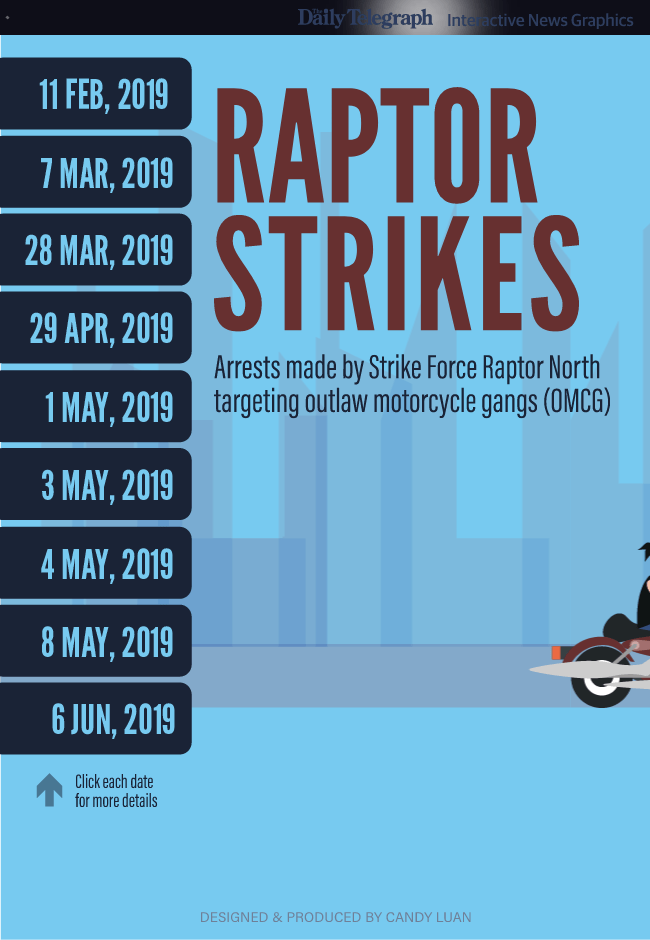 The Daily Telegraph Interactive News Graphics
11 FEB, 2019
7 MAR, 2019
28 MAR, 2019
29 APR, 2019
1 MAY, 2019
3 MAY, 2019
4 MAY, 2019
8 MAY, 2019
6 JUN, 2019
RAPTOR
STRIKES
Arrests made by Strike Force Raptor North
targeting outlaw motorcycle gangs (OMCG)
Click each date
for more details
DESIGNED & PRODUCED BY CANDY LUAN